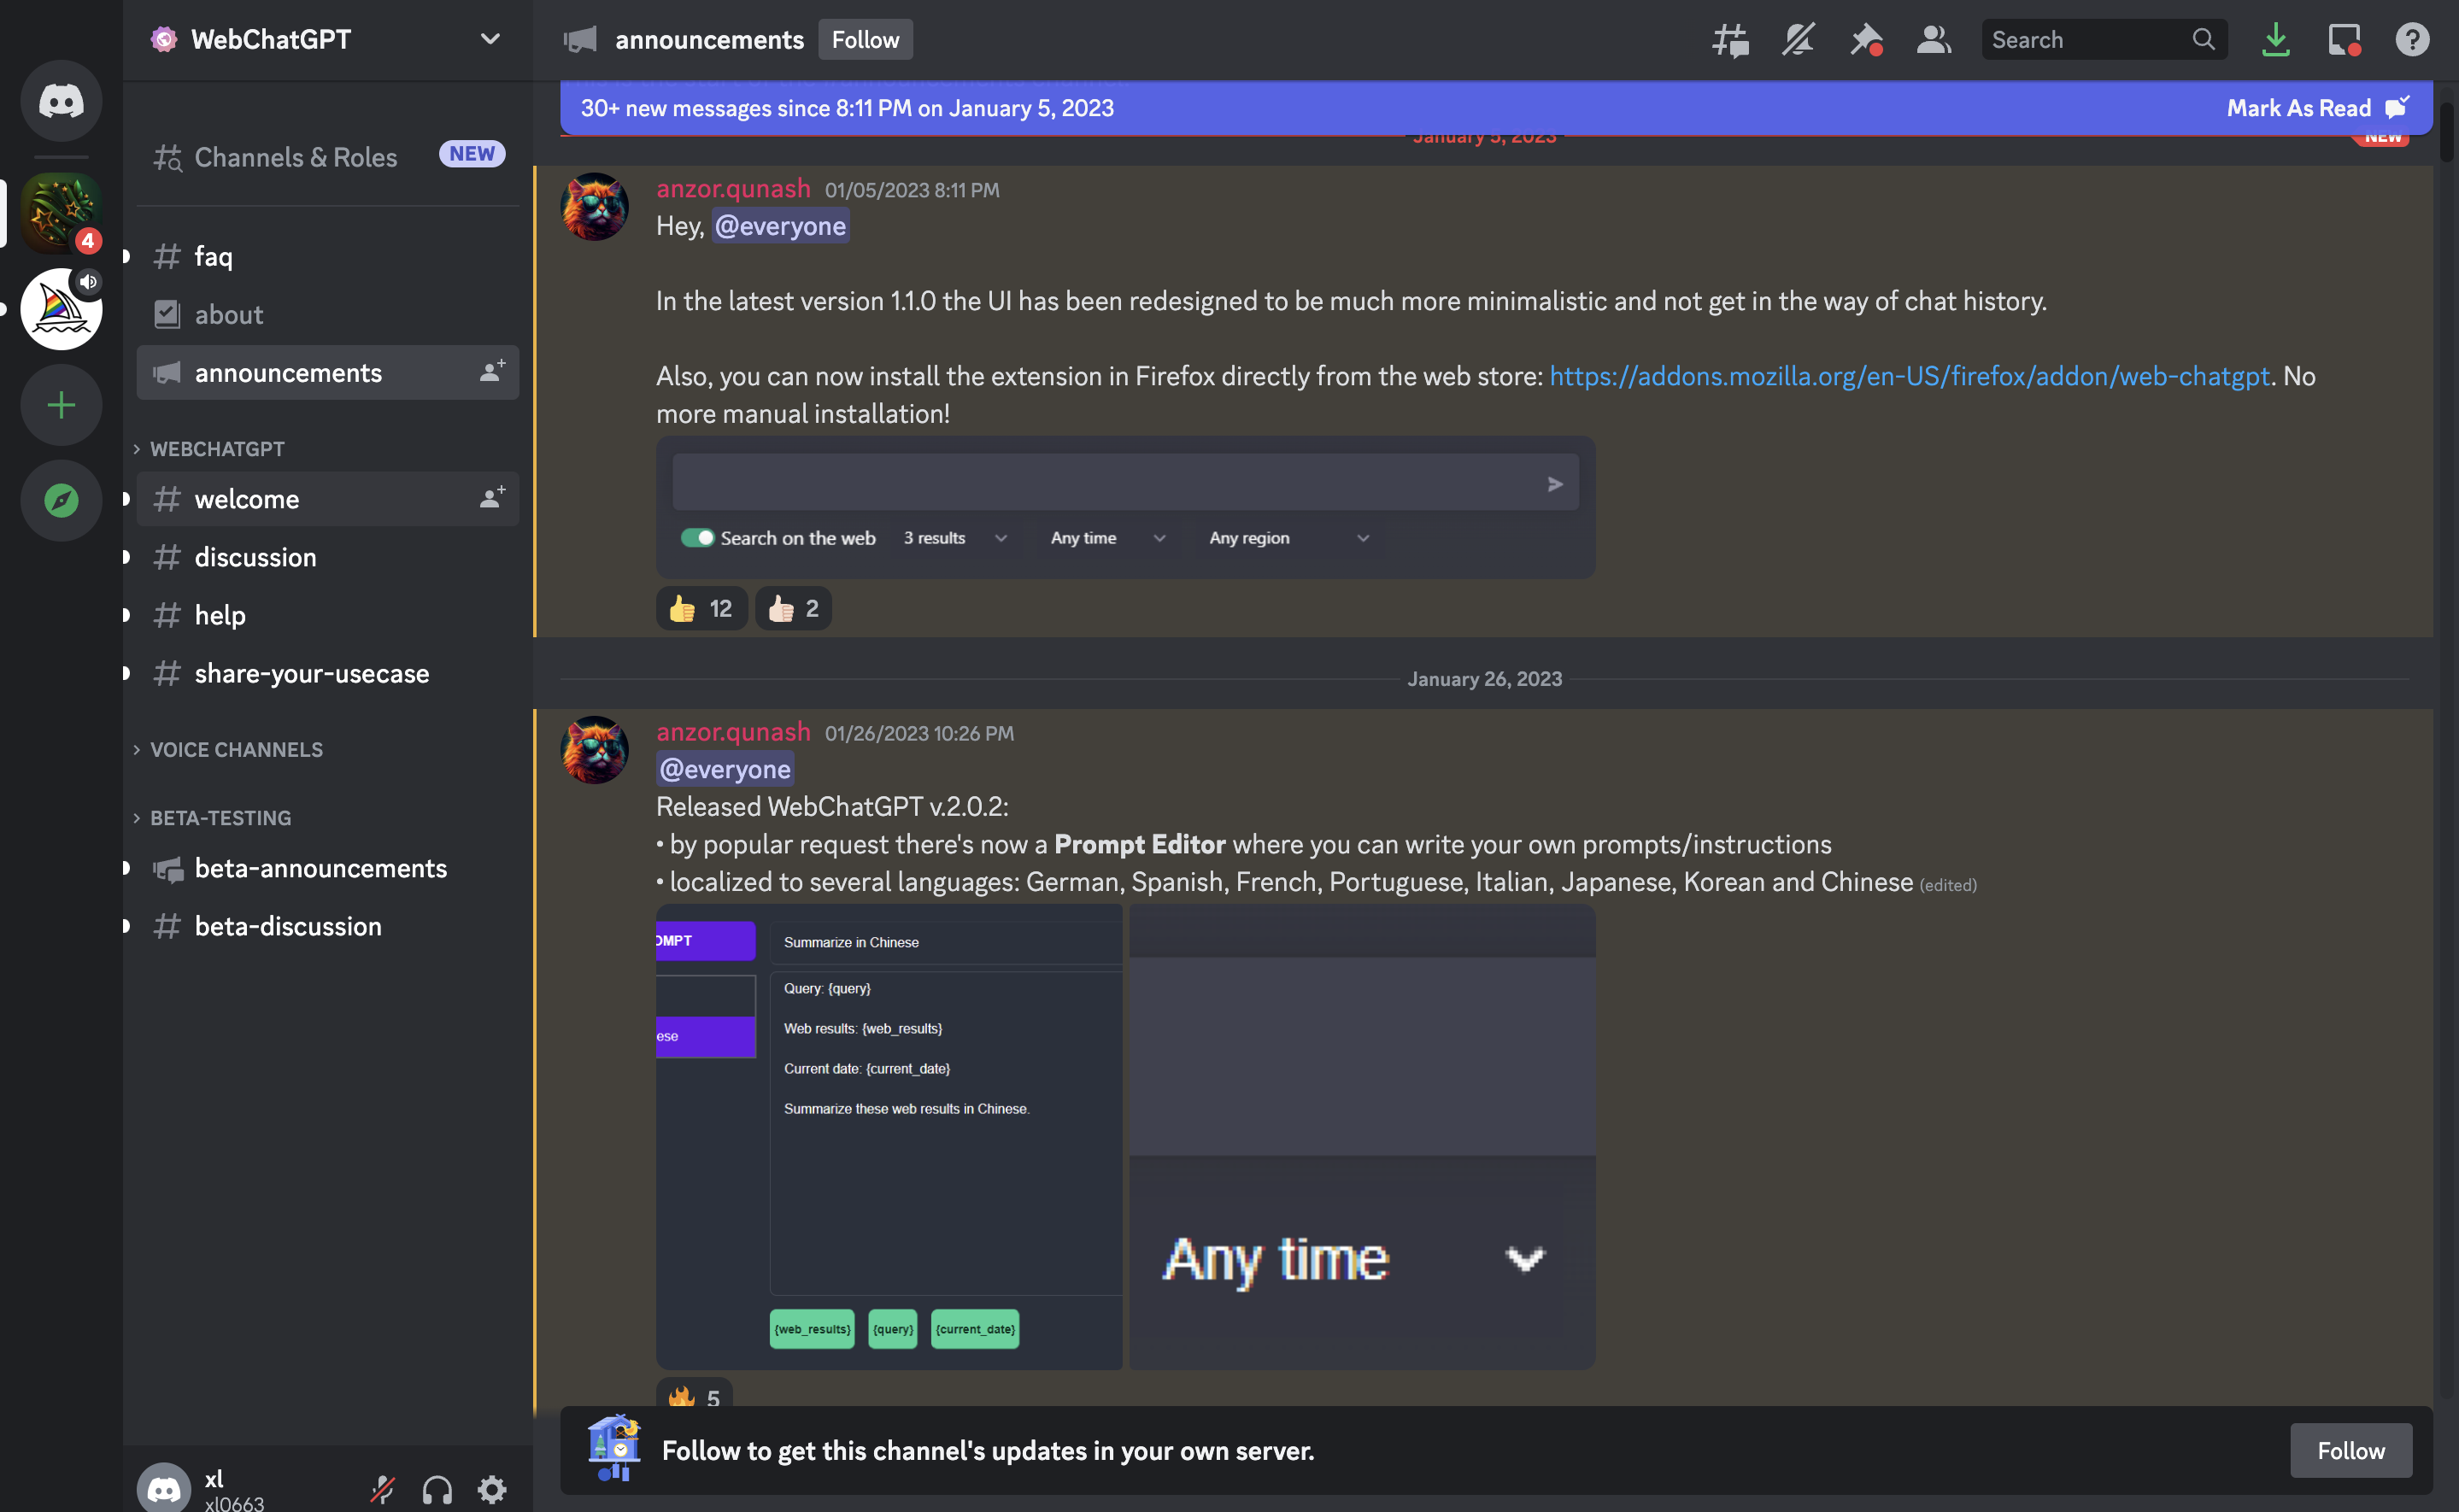 WebChatGPT
Channels & Roles
NEW
faq
about
announcements
WEBCHATGPT
welcome
discussion
help
share-your-usecase
VOICE CHANNELS
BETA-TESTING
beta-announcements
beta-discussion
4
xl
xl0663
announcements
Follow
Search
30+ new messages since 8:11 PM on January 5, 2023
Mark As Read
January 5, 2023
NEW
anzor.qunash 01/05/2023 8:11 PM
Hey, @everyone
In the latest version 1.1.0 the UI has been redesigned to be much more minimalistic and not get in the way of chat history.
Also, you can now install the extension in Firefox directly from the web store: https://addons.mozilla.org/en-US/firefox/addon/web-chatgpt. No
more manual installation!
Search on the web 3 results Any time Any region
12 2
January 26, 2023
anzor.qunash 01/26/2023 10:26 PM
@everyone
Released WebChatGPT v.2.0.2:
• by popular request there's now a Prompt Editor where you can write your own prompts/instructions
• localized to several languages: German, Spanish, French, Portuguese, Italian, Japanese, Korean and Chinese (edited)
OMPT
Summarize in Chinese
Query: {query}
Web results: {web_results}
ese
Current date: {current_date}
Summarize these web results in Chinese.
{web_results} {query} {current_date}
Any time
5
Follow to get this channel's updates in your own server.
Follow